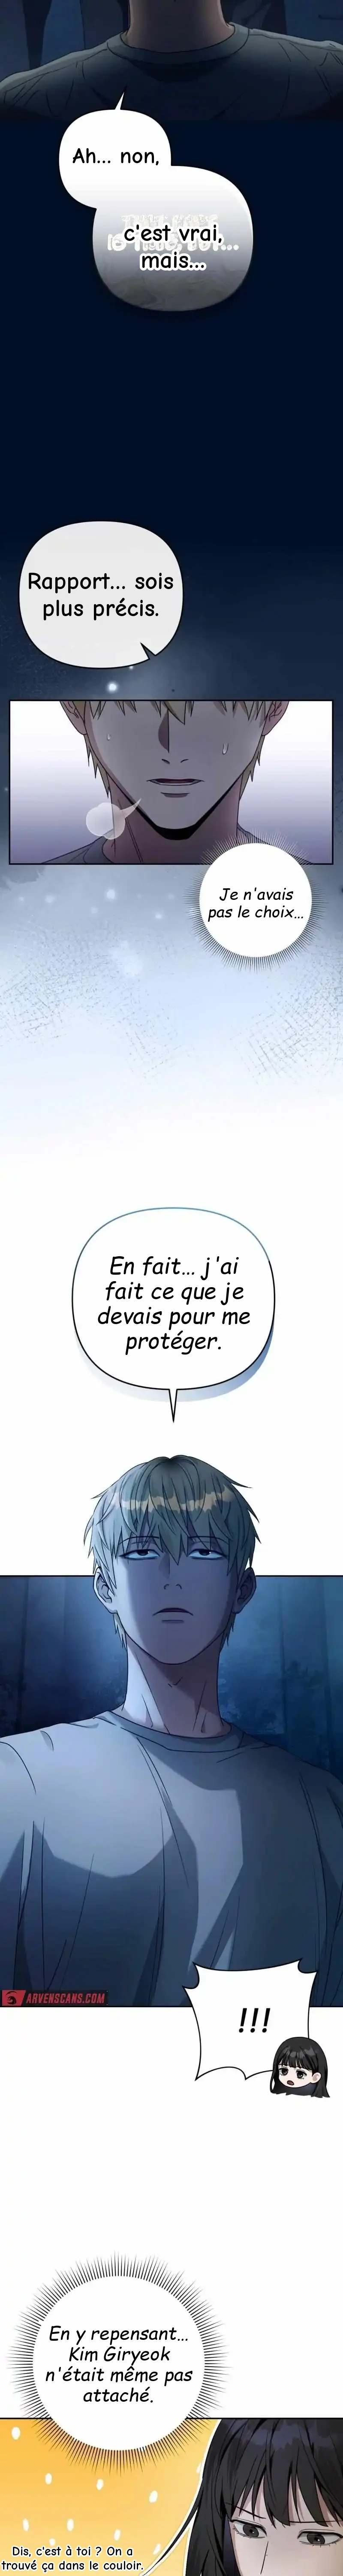 Ah... non,
c'est vrai,
mais...
Rapport... sois
plus précis.
Je n'avais
pas le choix...
En fait... j'ai
fait ce que je
devais pour me
protéger.
ARVENSCANS.COM
!!!
En y repensant...
Kim Giryeok
n'était même pas
attaché.
Dis, c'est à toi ? On a
trouvé ça dans le couloir.